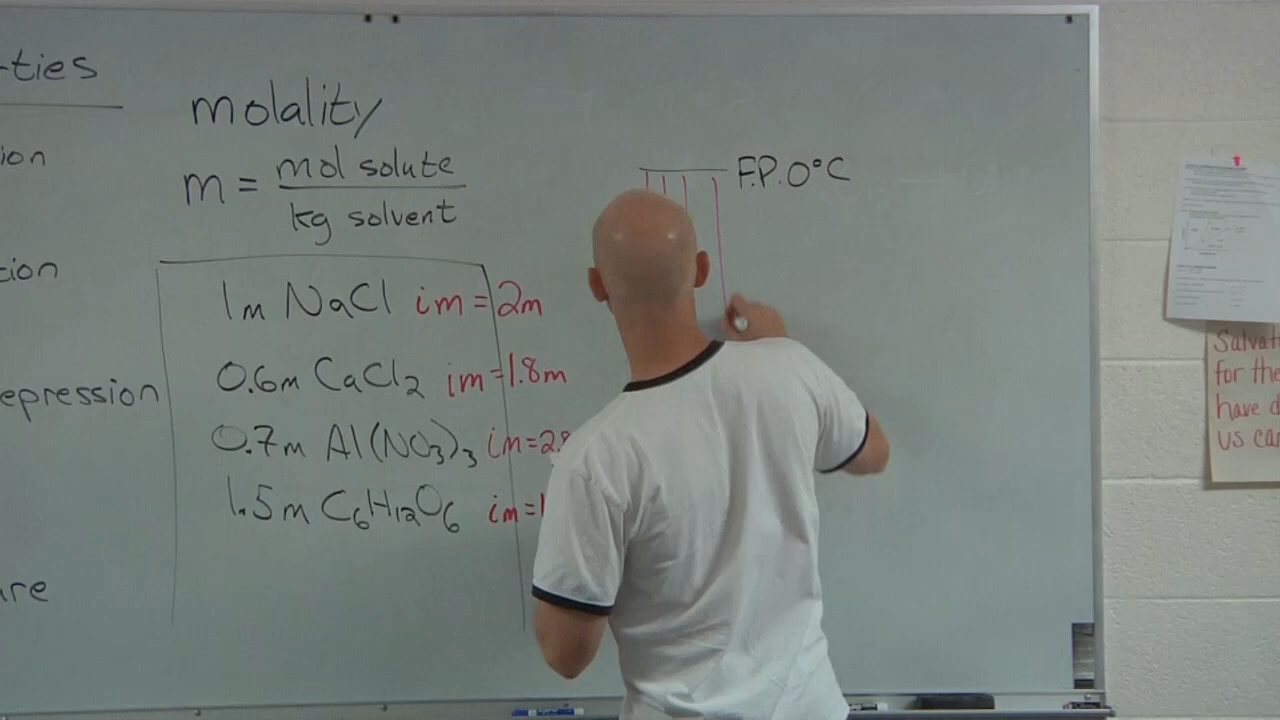 -ties
molality
ion
m = mol solute
kg solvent
F.P. 0°C
tion
1m NaCl im = 2m
0.6m CaCl2 im = 1.8m
epression
0.7m Al(NO3)3 im=2.8
1.5m C6H12O6 im=1
ure
Salvat
for the
have d
us can